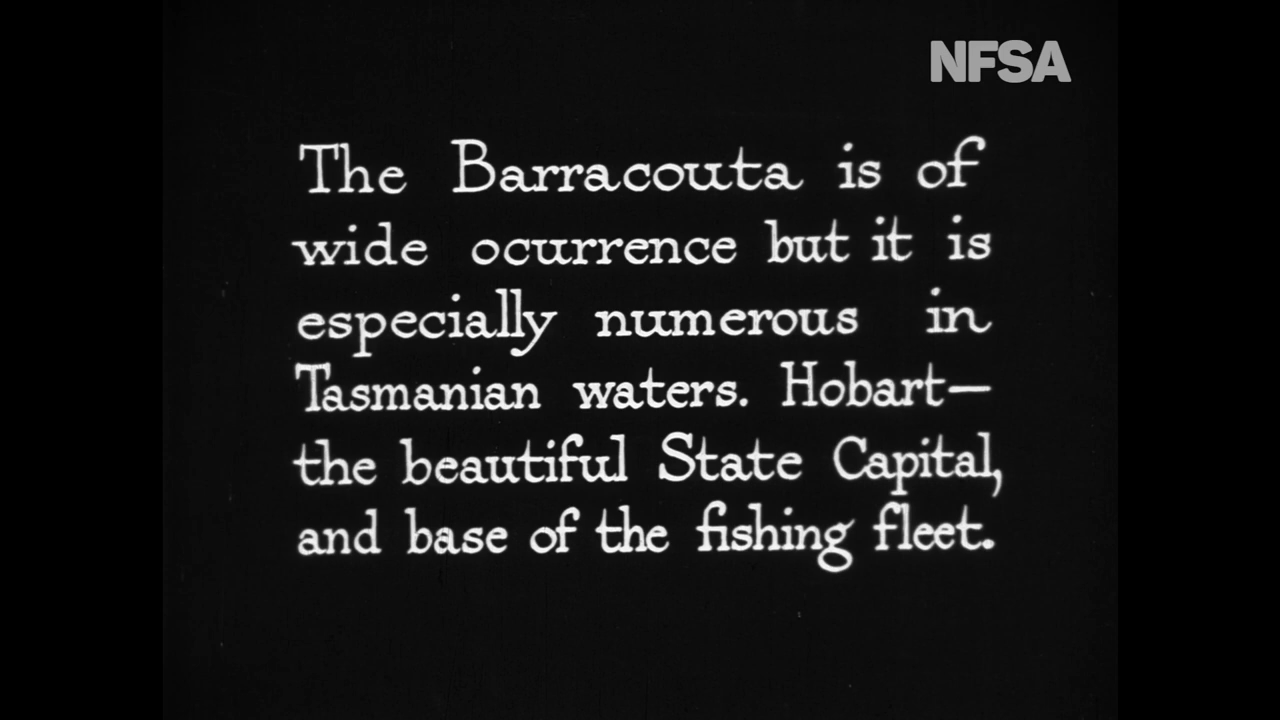 NFSA
The Barracouta is of
wide ocurrence but it is
especially numerous in
Tasmanian waters. Hobart—
the beautiful State Capital,
and base of the fishing fleet.